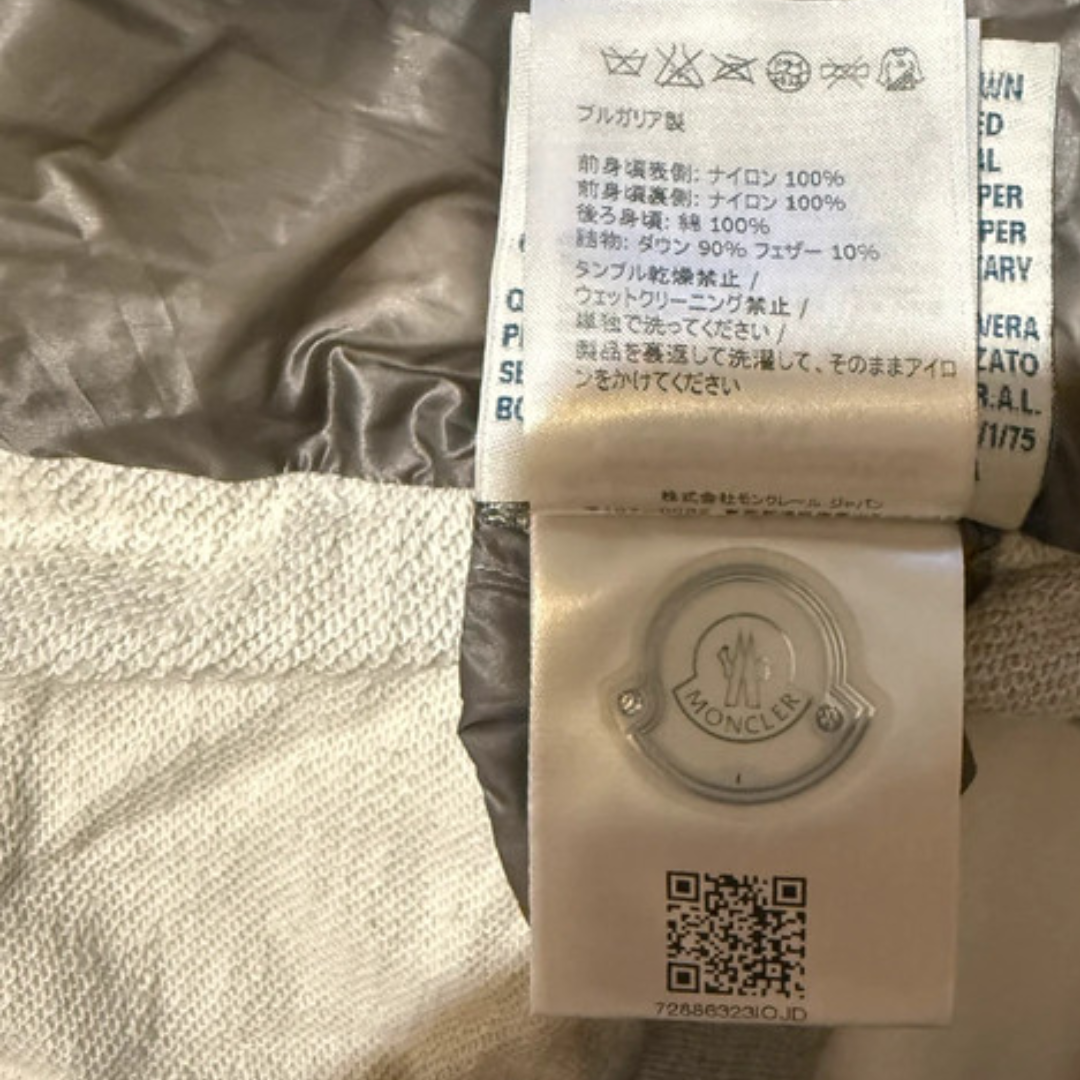 ブルガリア製
前身頃表側: ナイロン 100%
前身頃裏側: ナイロン 100%
後ろ身頃: 綿 100%
詰物: ダウン 90% フェザー 10%
タンブル乾燥禁止 /
ウェットクリーニング禁止 /
単独で洗ってください /
製品を裏返して洗濯して、そのままアイロ
ンをかけてください
株式会社モンクレール ジャパン
WN
ED
AL
PER
PER
TARY
VERA
ZATO
R.A.L.
/1/75
MONCLER